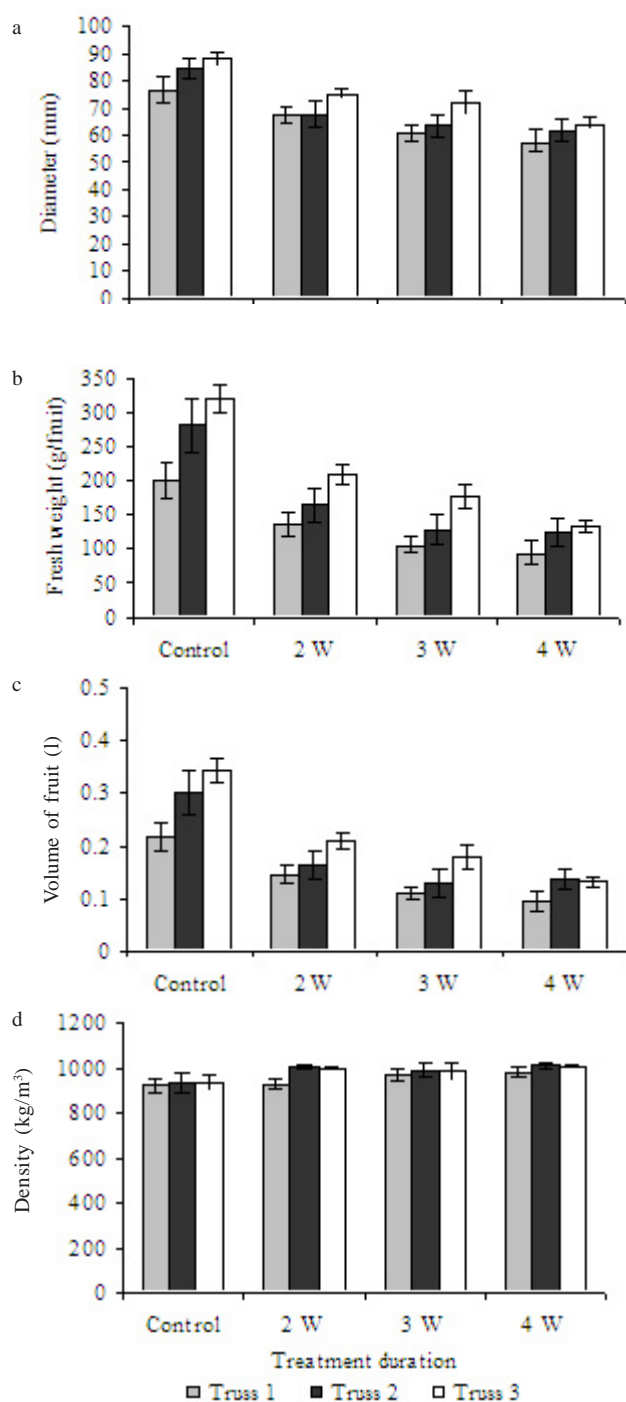 a
Diameter (mm)
100
90
80
70
60
50
40
30
20
10
0
b
Fresh weight (g/fruit)
350
300
250
200
150
100
50
0
Control 2 W 3 W 4 W
c
Volume of fruit (l)
0.5
0.4
0.3
0.2
0.1
0
Control 2 W 3 W 4 W
d
Density (kg/m³)
1200
1000
800
600
400
200
0
Control 2 W 3 W 4 W
Treatment duration
Truss 1 Truss 2 Truss 3